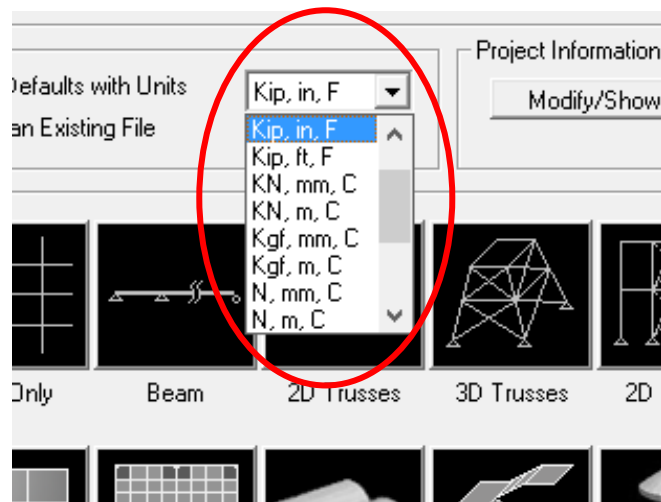 Project Information
Defaults with Units
Kip, in, F
Modify/Show
an Existing File
Kip, in, F
Kip, ft, F
KN, mm, C
KN, m, C
Kgf, mm, C
Kgf, m, C
N, mm, C
N, m, C
Only
Beam
2D Trusses
3D Trusses
2D